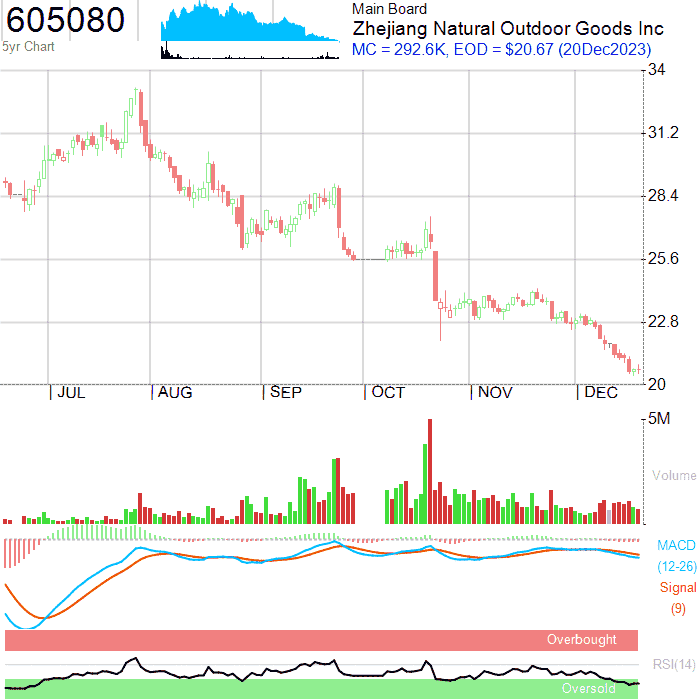 605080
5yr Chart
Main Board
Zhejiang Natural Outdoor Goods Inc
MC = 292.6K, EOD = $20.67 (20Dec2023)
34
31.2
28.4
25.6
22.8
20
JUL
AUG
SEP
OCT
NOV
DEC
5M
Volume
MACD
(12-26)
Signal
(9)
Overbought
RSI(14)
Oversold